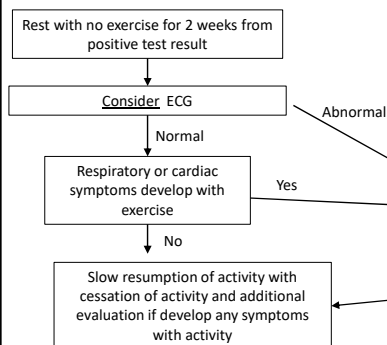 Rest with no exercise for 2 weeks from
positive test result
Consider ECG
Abnormal
Normal
Respiratory or cardiac
symptoms develop with
exercise
Yes
No
Slow resumption of activity with
cessation of activity and additional
evaluation if develop any symptoms
with activity